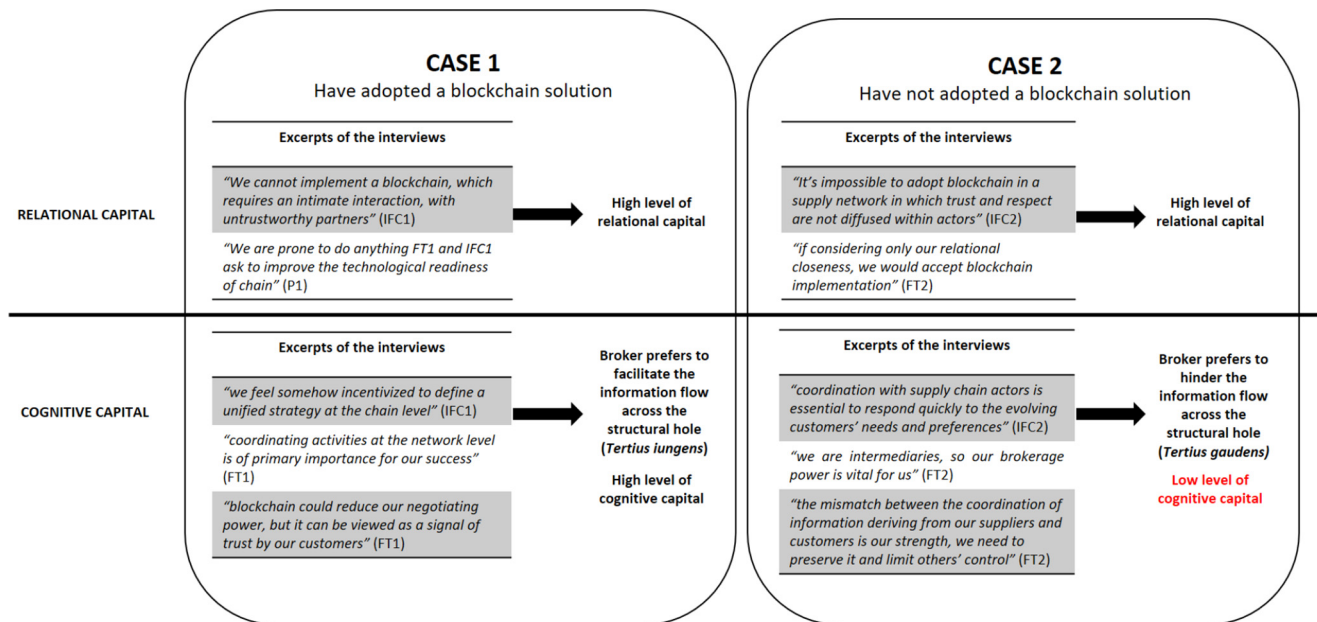 CASE 1
Have adopted a blockchain solution
Excerpts of the interviews
RELATIONAL CAPITAL
“We cannot implement a blockchain, which
requires an intimate interaction, with
untrustworthy partners” (IFC1)
“We are prone to do anything FT1 and IFC1
ask to improve the technological readiness
of chain” (P1)
High level of
relational capital
CASE 2
Have not adopted a blockchain solution
Excerpts of the interviews
“It’s impossible to adopt blockchain in a
supply network in which trust and respect
are not diffused within actors” (IFC2)
“if considering only our relational
closeness, we would accept blockchain
implementation” (FT2)
High level of
relational capital
COGNITIVE CAPITAL
Excerpts of the interviews
“we feel somehow incentivized to define a
unified strategy at the chain level” (IFC1)
“coordinating activities at the network level
is of primary importance for our success”
(FT1)
“blockchain could reduce our negotiating
power, but it can be viewed as a signal of
trust by our customers” (FT1)
Broker prefers to
facilitate the
information flow
across the
structural hole
(Tertius iungens)
High level of
cognitive capital
Excerpts of the interviews
“coordination with supply chain actors is
essential to respond quickly to the evolving
customers’ needs and preferences” (IFC2)
“we are intermediaries, so our brokerage
power is vital for us” (FT2)
“the mismatch between the coordination of
information deriving from our suppliers and
customers is our strength, we need to
preserve it and limit others’ control” (FT2)
Broker prefers to
hinder the
information flow
across the
structural hole
(Tertius gaudens)
Low level of
cognitive capital